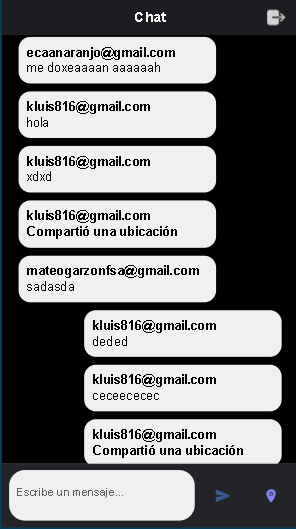 Chat
ecaanaranjo@gmail.com
me doxeaaaan aaaaaah
kluis816@gmail.com
hola
kluis816@gmail.com
xdxd
kluis816@gmail.com
Compartió una ubicación
mateogarzonfsa@gmail.com
sadasda
kluis816@gmail.com
deded
kluis816@gmail.com
ceceececec
kluis816@gmail.com
Compartió una ubicación
Escribe un mensaje...